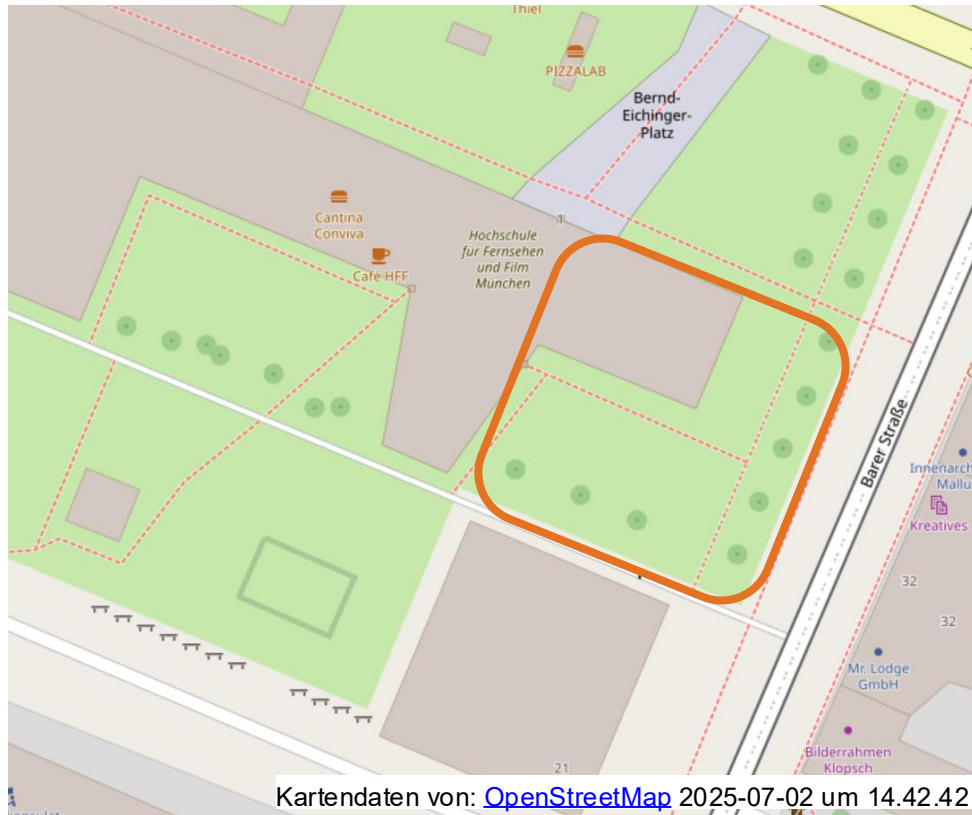 Thiel
PIZZALAB
Bernd-
Eichinger-
Platz
Cantina
Conviva
Café HFF
1
Hochschule
für Fernsehen
und Film
München
Barer Straße
Innenarch
Mallu
Kreatives
32
32
Mr. Lodge
GmbH
Bilderrahmen
Klopsch
21
Kartendaten von: OpenStreetMap 2025-07-02 um 14.42.42